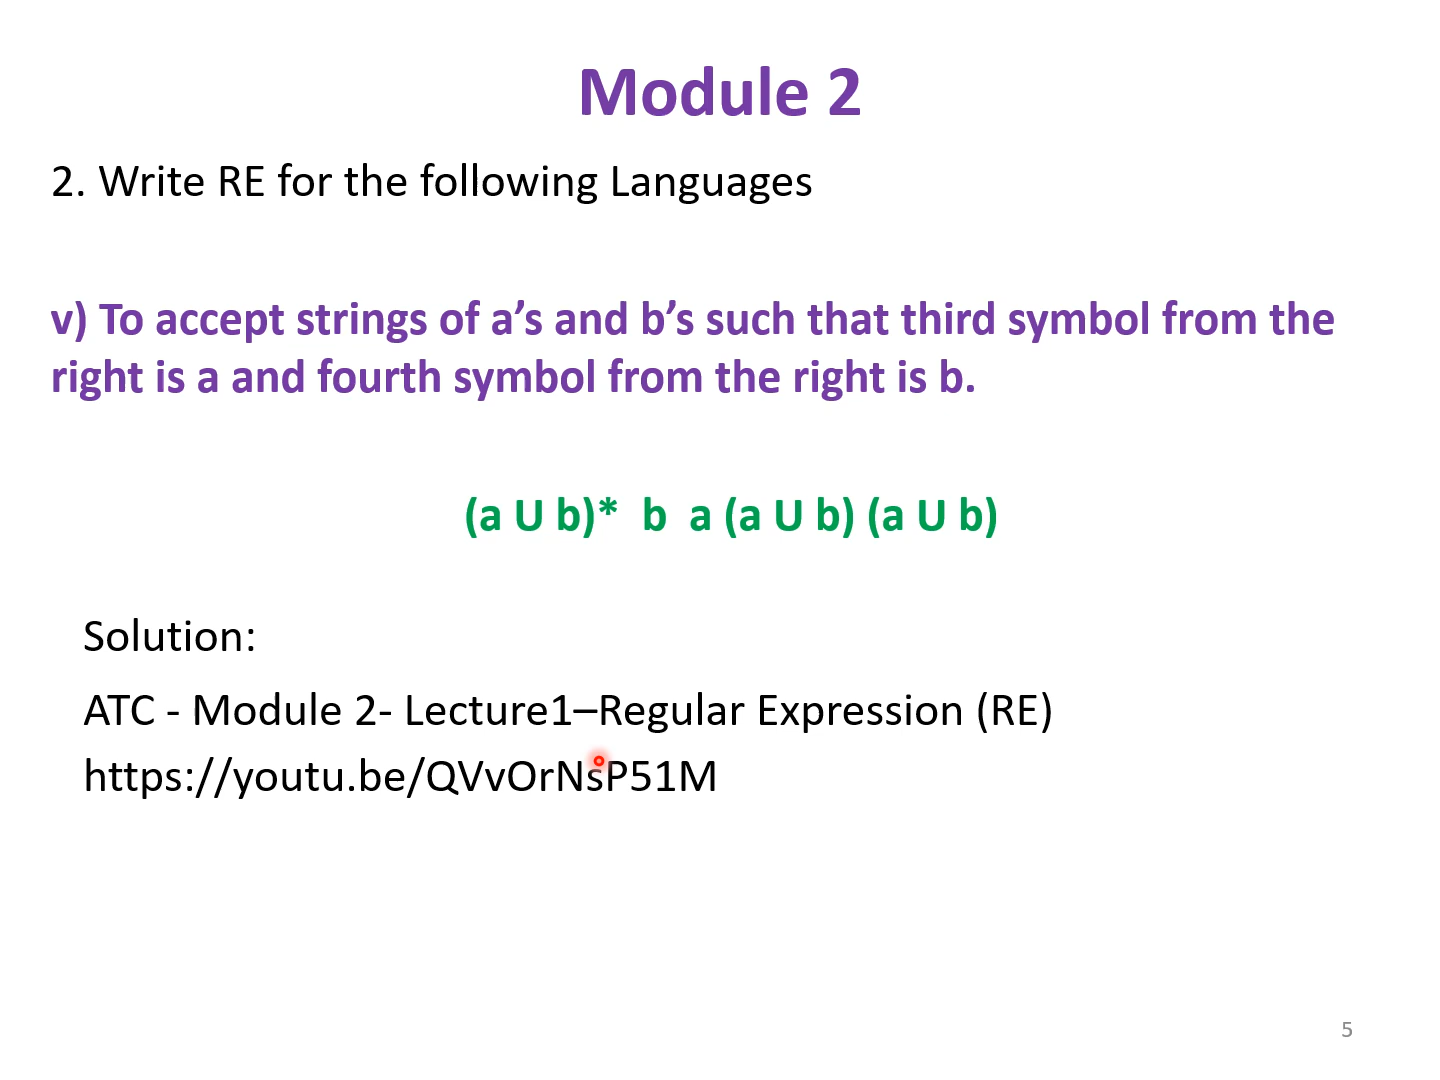 Module 2
2. Write RE for the following Languages
v) To accept strings of a’s and b’s such that third symbol from the
right is a and fourth symbol from the right is b.
(a U b)* b a (a U b) (a U b)
Solution:
ATC - Module 2- Lecture1–Regular Expression (RE)
https://youtu.be/QVvOrNsP51M
5